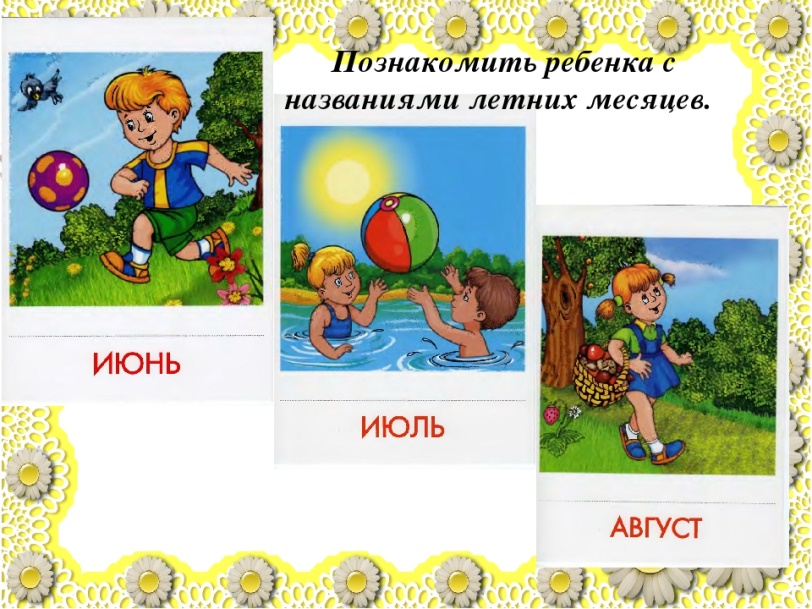 Познакомить ребенка с
названиями летних месяцев.
ИЮНЬ
ИЮЛЬ
АВГУСТ